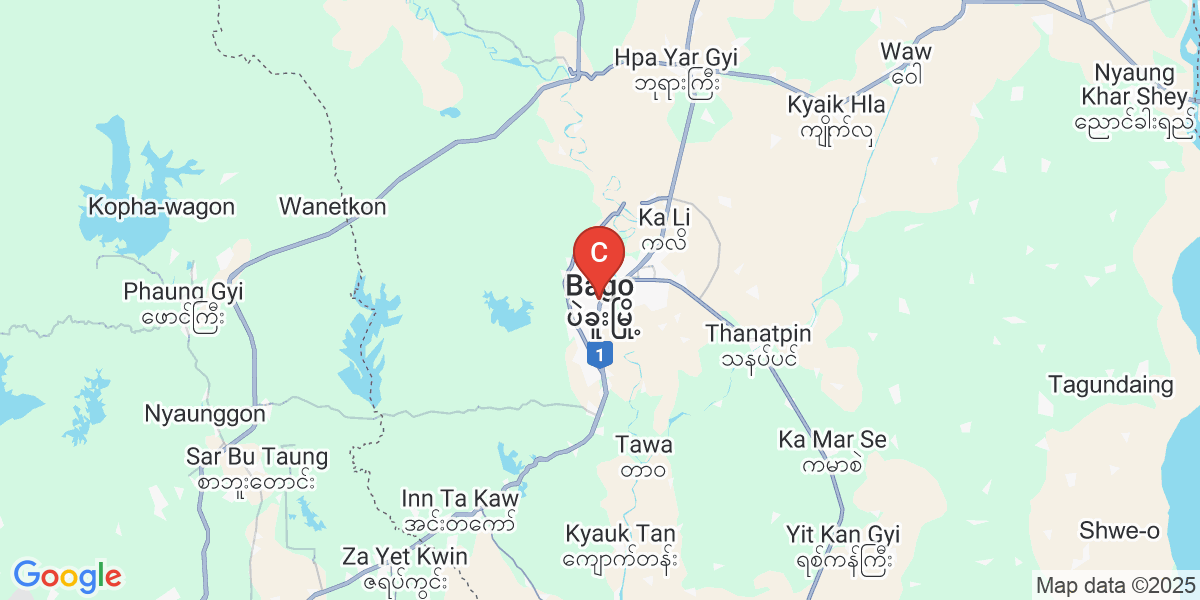 Hpa Yar Gyi
ဘုရားကြီး
Waw
ဝေါ
Nyaung
Khar Shey
ညောင်ခါးရှည်
Kyaik Hla
ကျိုက်လှ
Kopha-wagon
Wanetkon
Ka Li
ကလိ
C
Bago
ပဲခူးမြို့
Phaung Gyi
ဖောင်ကြီး
1
Thanatpin
သနပ်ပင်
Tagundaing
Nyaunggon
Sar Bu Taung
စာဘူးတောင်း
Tawa
တာဝ
Ka Mar Se
ကမာစဲ
Inn Ta Kaw
အင်းတကော်
Kyauk Tan
ကျောက်တန်း
Yit Kan Gyi
ရစ်ကန်ကြီး
Shwe-o
Za Yet Kwin
ဇရပ်ကွင်း
Google
Map data ©2025